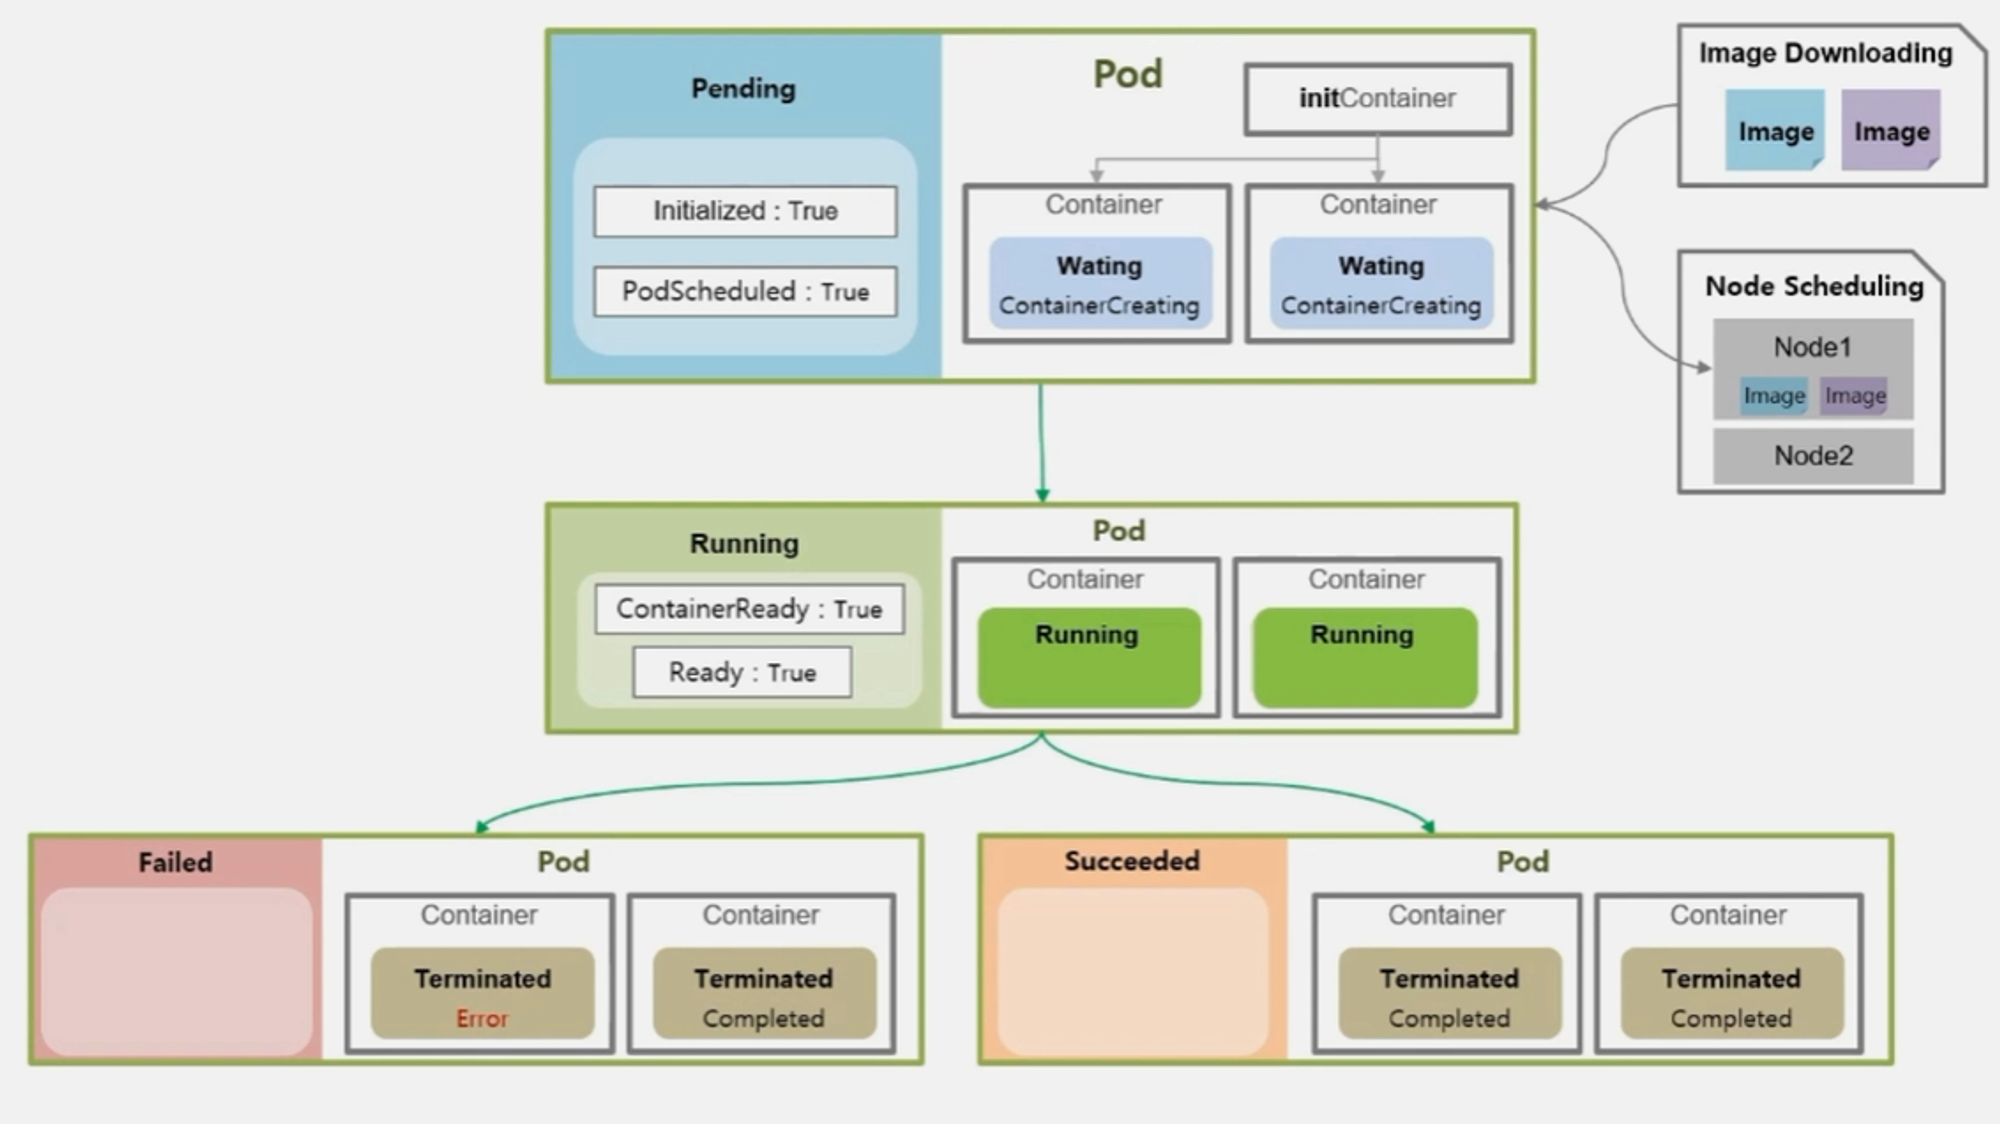 Pending
Pod
initContainer
Initialized : True
PodScheduled : True
Container
Wating
ContainerCreating
Container
Wating
ContainerCreating
Image Downloading
Image
Image
Node Scheduling
Node1
Image
Image
Node2
Running
Pod
ContainerReady : True
Ready : True
Container
Running
Container
Running
Failed
Pod
Container
Terminated
Error
Container
Terminated
Completed
Succeeded
Pod
Container
Terminated
Completed
Container
Terminated
Completed